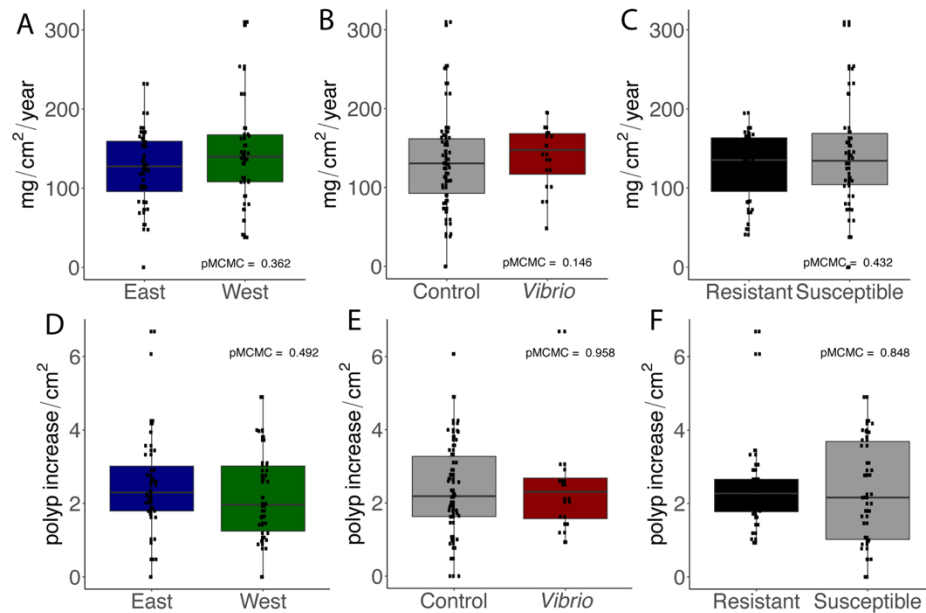 A
mg/cm²/year
300
200
100
0
pMCMC = 0.362
East
West
B
mg/cm²/year
300
200
100
0
pMCMC = 0.146
Control
Vibrio
C
mg/cm²/year
300
200
100
0
pMCMC = 0.432
Resistant
Susceptible
D
polyp increase/cm²
6
4
2
0
pMCMC = 0.492
East
West
E
polyp increase/cm²
6
4
2
0
pMCMC = 0.958
Control
Vibrio
F
polyp increase/cm²
6
4
2
0
pMCMC = 0.848
Resistant
Susceptible